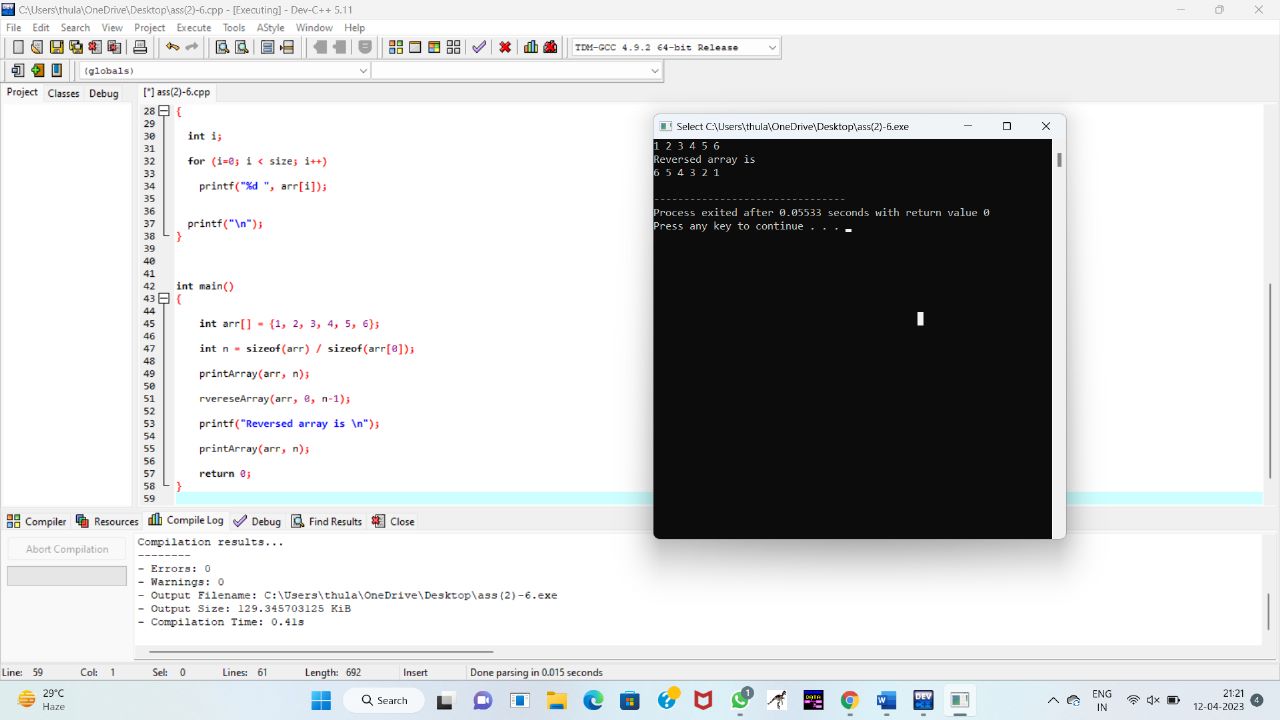 C:\Users\thula\OneDrive\Desktop\ass(2)-6.cpp - [Executing] - Dev-C++ 5.11
File Edit Search View Project Execute Tools AStyle Window Help
TDM-GCC 4.9.2 64-bit Release
(globals)
Project Classes Debug
[*] ass(2)-6.cpp
28 {
29
30 int i;
31
32 for (i=0; i < size; i++)
33
34 printf("%d ", arr[i]);
35
36
37 printf("\n");
38 }
39
40
41
42 int main()
43 {
44
45 int arr[] = {1, 2, 3, 4, 5, 6};
46
47 int n = sizeof(arr) / sizeof(arr[0]);
48
49 printArray(arr, n);
50
51 rvereseArray(arr, 0, n-1);
52
53 printf("Reversed array is \n");
54
55 printArray(arr, n);
56
57 return 0;
58 }
59
Select C:\Users\thula\OneDrive\Desktop\ass(2)-6.exe
1 2 3 4 5 6
Reversed array is
6 5 4 3 2 1
--------------------------------
Process exited after 0.05533 seconds with return value 0
Press any key to continue . . .
Compiler Resources Compile Log Debug Find Results Close
Abort Compilation
Compilation results...
--------
- Errors: 0
- Warnings: 0
- Output Filename: C:\Users\thula\OneDrive\Desktop\ass(2)-6.exe
- Output Size: 129.345703125 KiB
- Compilation Time: 0.41s
Line: 59 Col: 1 Sel: 0 Lines: 61 Length: 692 Insert Done parsing in 0.015 seconds
29°C
Haze
Search
1
ENG
IN
21:21
12-04-2023
4